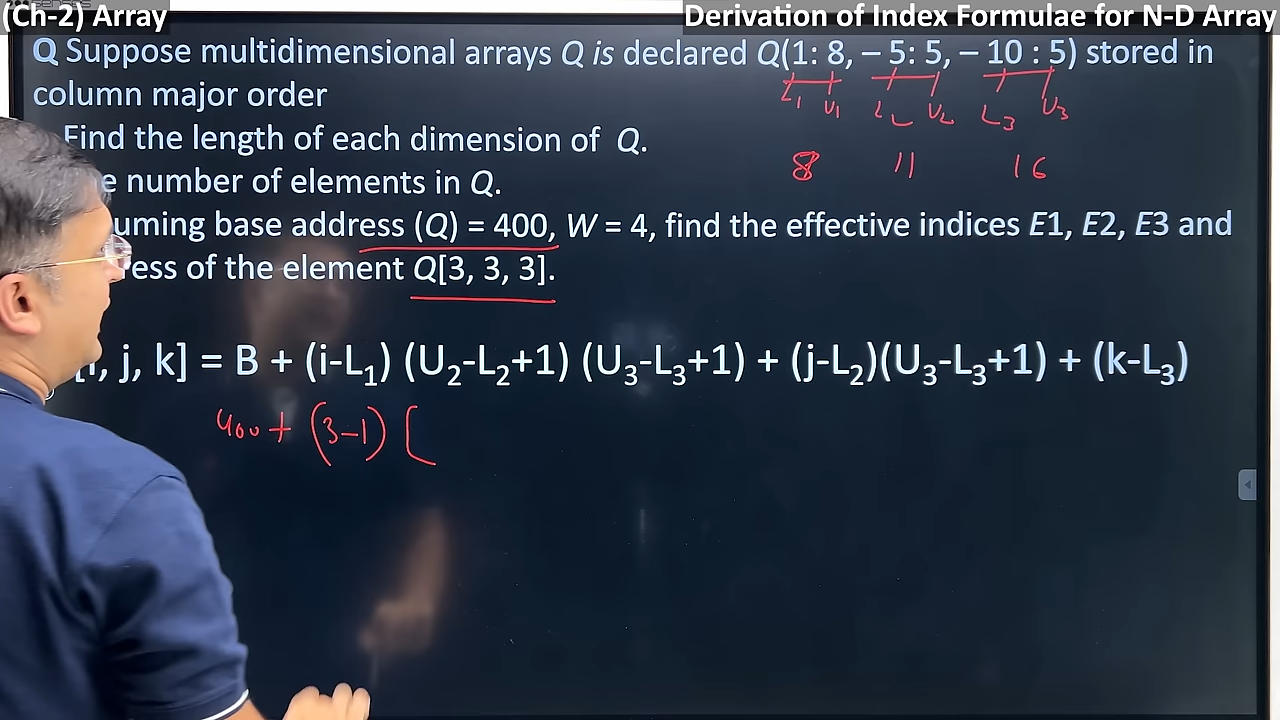 (Ch-2) Array
Derivation of Index Formulae for N-D Array
Q Suppose multidimensional arrays Q is declared Q(1: 8, – 5: 5, – 10 : 5) stored in
column major order
L1 U1 L2 U2 L3 U3
Find the length of each dimension of Q.
8 11 16
number of elements in Q.
base address (Q) = 400, W = 4, find the effective indices E1, E2, E3 and
of the element Q[3, 3, 3].
j, k] = B + (i-L1) (U2-L2+1) (U3-L3+1) + (j-L2)(U3-L3+1) + (k-L3)
400 + (3-1) [